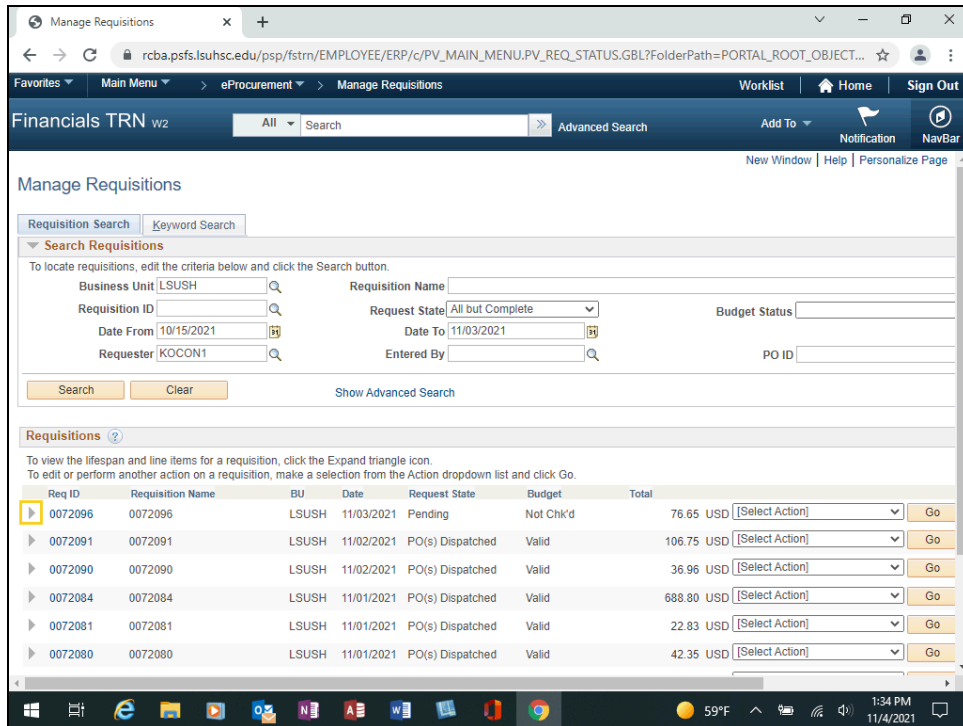 Manage Requisitions
rcba.psfs.lsuhsc.edu/psp/fstrn/EMPLOYEE/ERP/c/PV_MAIN_MENU.PV_REQ_STATUS.GBL?FolderPath=PORTAL_ROOT_OBJECT...
Favorites Main Menu > eProcurement > Manage Requisitions Worklist Home Sign Out
Financials TRN W2 All Search » Advanced Search Add To Notification NavBar
New Window | Help | Personalize Page
Manage Requisitions
Requisition Search Keyword Search
Search Requisitions
To locate requisitions, edit the criteria below and click the Search button.
Business Unit LSUSH Requisition Name
Requisition ID Request State All but Complete Budget Status
Date From 10/15/2021 31 Date To 11/03/2021 31
Requester KOCON1 Entered By PO ID
Search Clear Show Advanced Search
Requisitions ?
To view the lifespan and line items for a requisition, click the Expand triangle icon.
To edit or perform another action on a requisition, make a selection from the Action dropdown list and click Go.
Req ID Requisition Name BU Date Request State Budget Total
0072096 0072096 LSUSH 11/03/2021 Pending Not Chk'd 76.65 USD [Select Action] Go
0072091 0072091 LSUSH 11/02/2021 PO(s) Dispatched Valid 106.75 USD [Select Action] Go
0072090 0072090 LSUSH 11/02/2021 PO(s) Dispatched Valid 36.96 USD [Select Action] Go
0072084 0072084 LSUSH 11/01/2021 PO(s) Dispatched Valid 688.80 USD [Select Action] Go
0072081 0072081 LSUSH 11/01/2021 PO(s) Dispatched Valid 22.83 USD [Select Action] Go
0072080 0072080 LSUSH 11/01/2021 PO(s) Dispatched Valid 42.35 USD [Select Action] Go
59°F 1:34 PM
11/4/2021